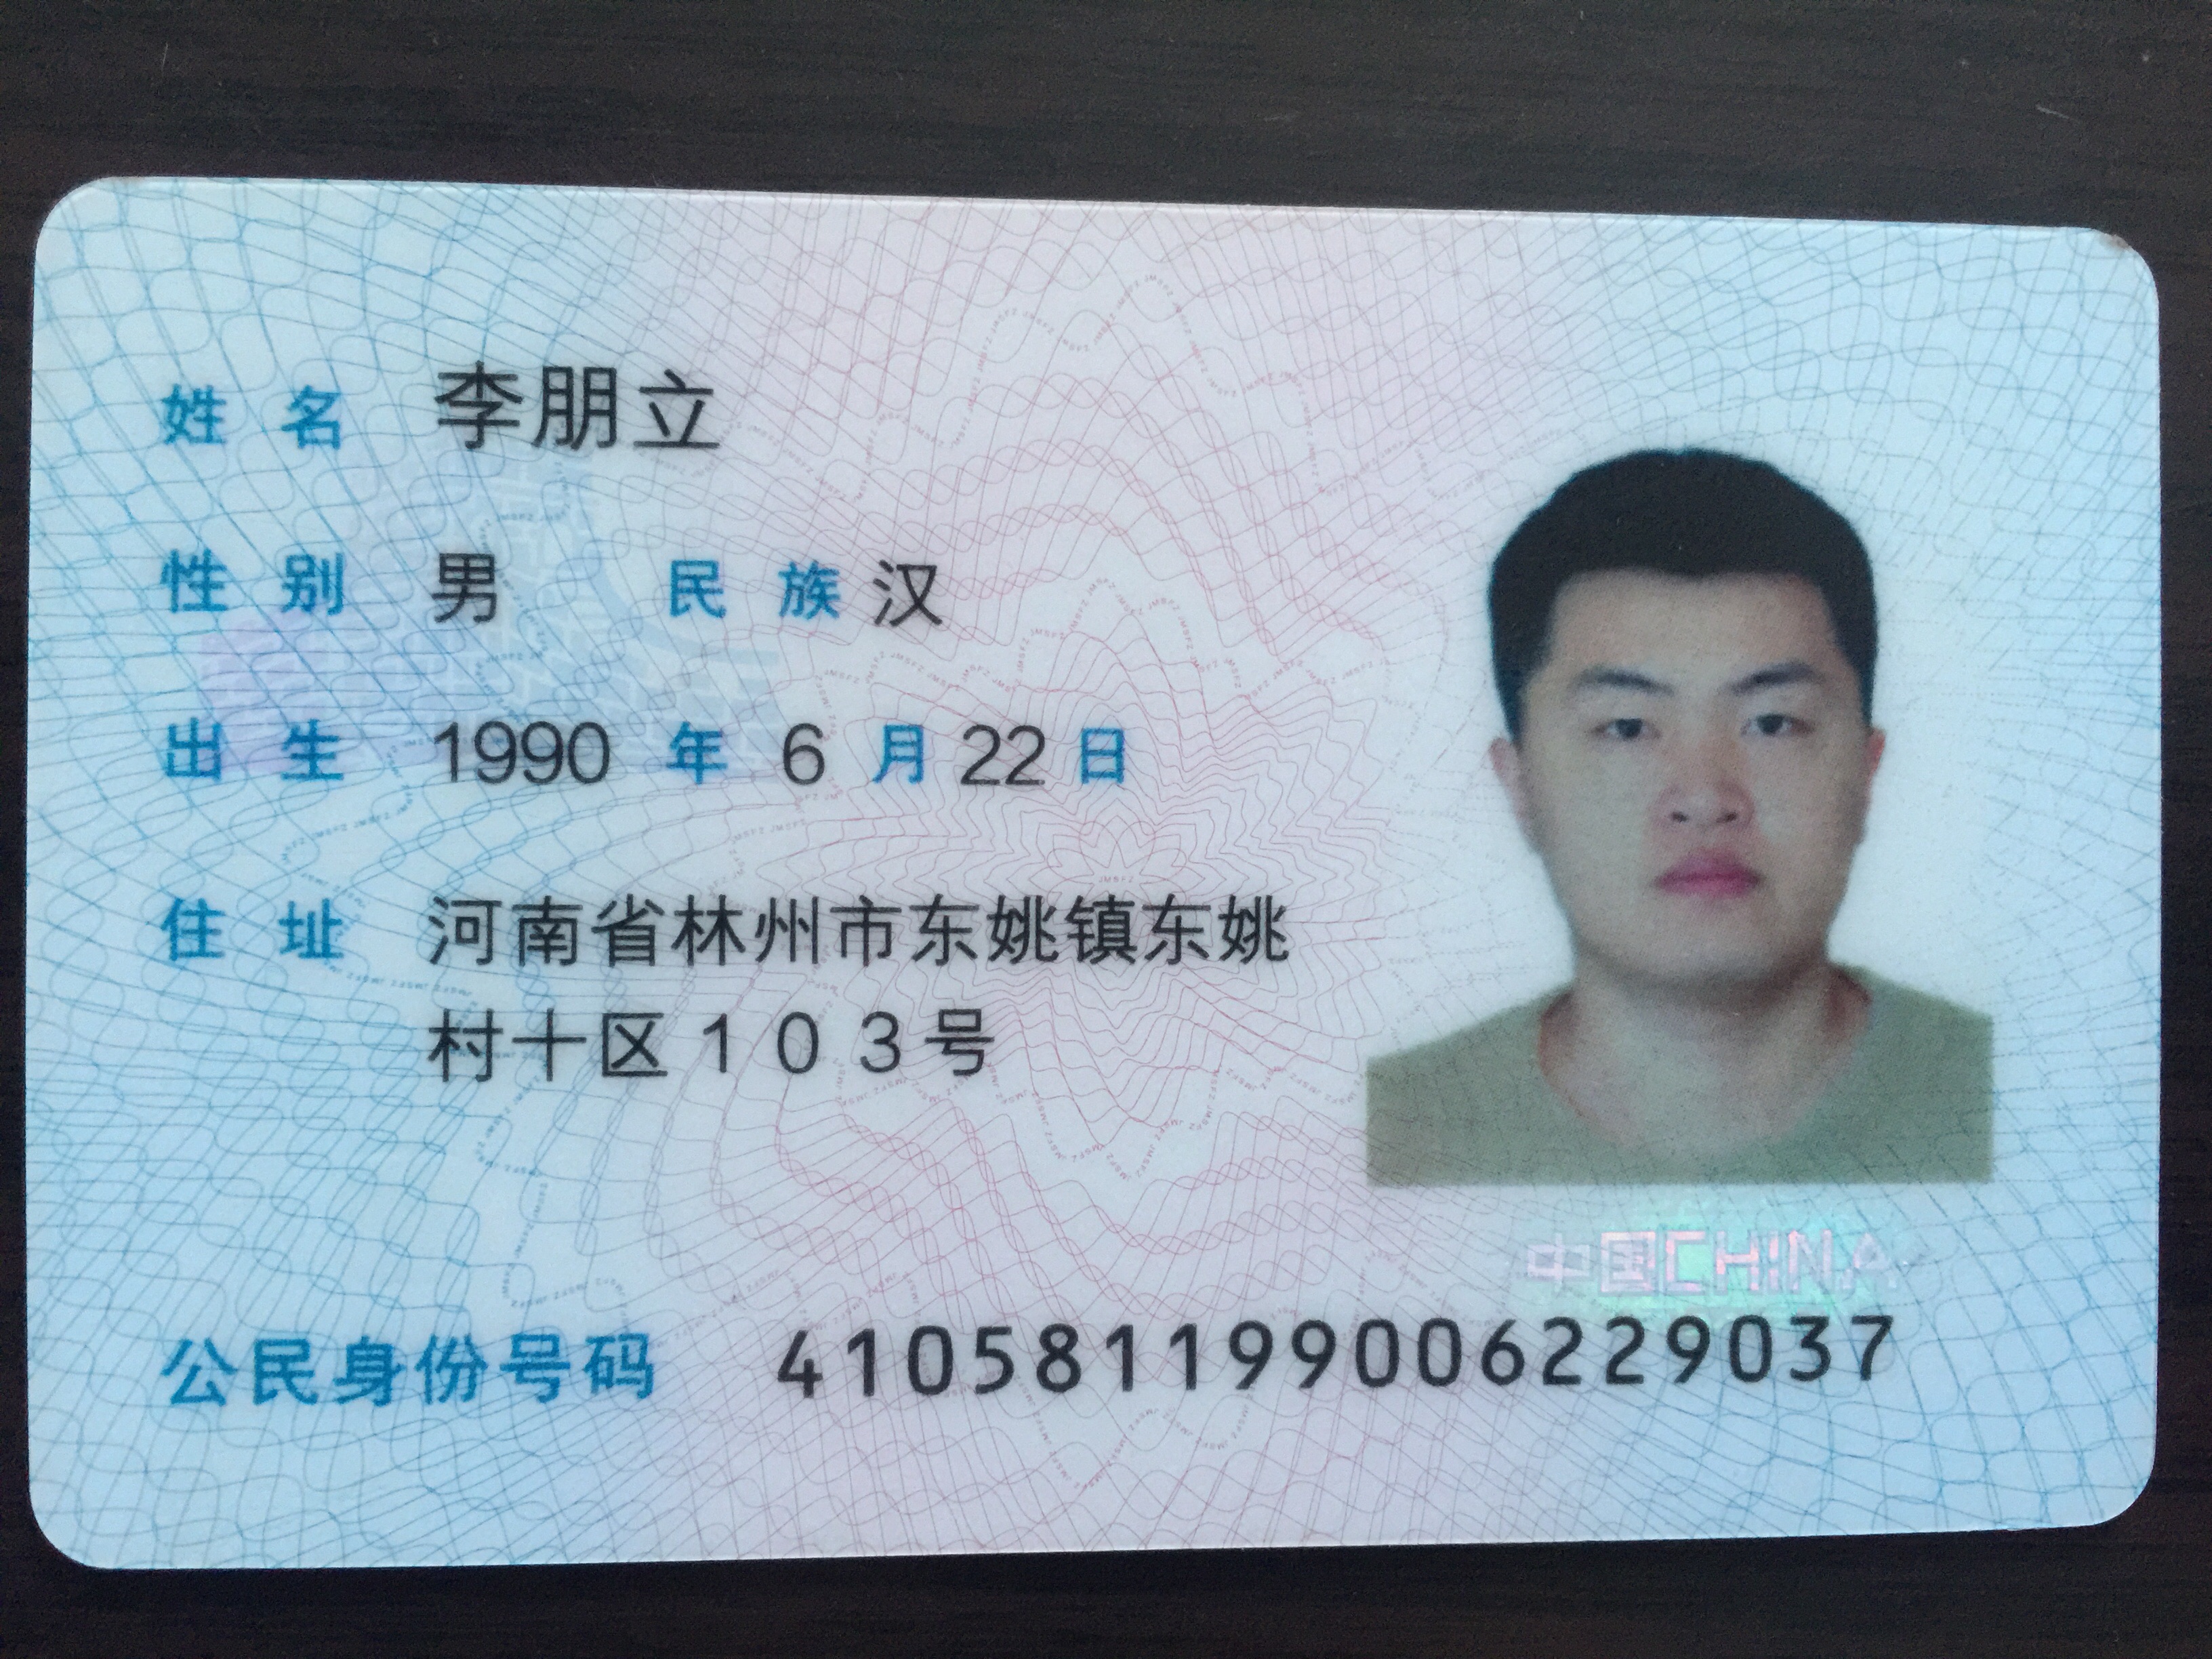 姓名 李朋立
性别 男 民族 汉
出生 1990 年 6 月 22 日
住址 河南省林州市东姚镇东姚
村十区103号
中国CHINA
公民身份号码 410581199006229037